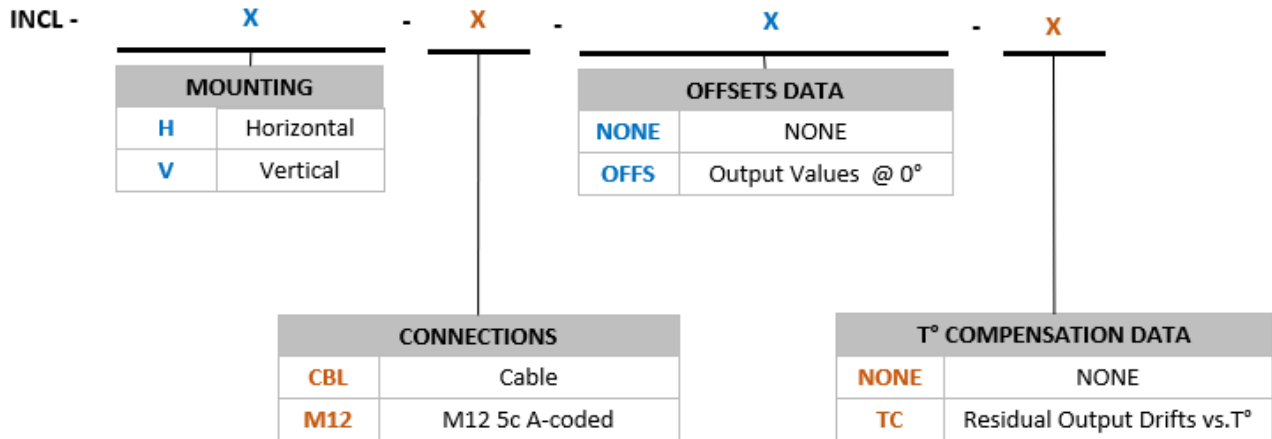 INCL - X - X - X - X
MOUNTING
H Horizontal
V Vertical
OFFSETS DATA
NONE NONE
OFFS Output Values @ 0°
CONNECTIONS
CBL Cable
M12 M12 5c A-coded
T° COMPENSATION DATA
NONE NONE
TC Residual Output Drifts vs.T°